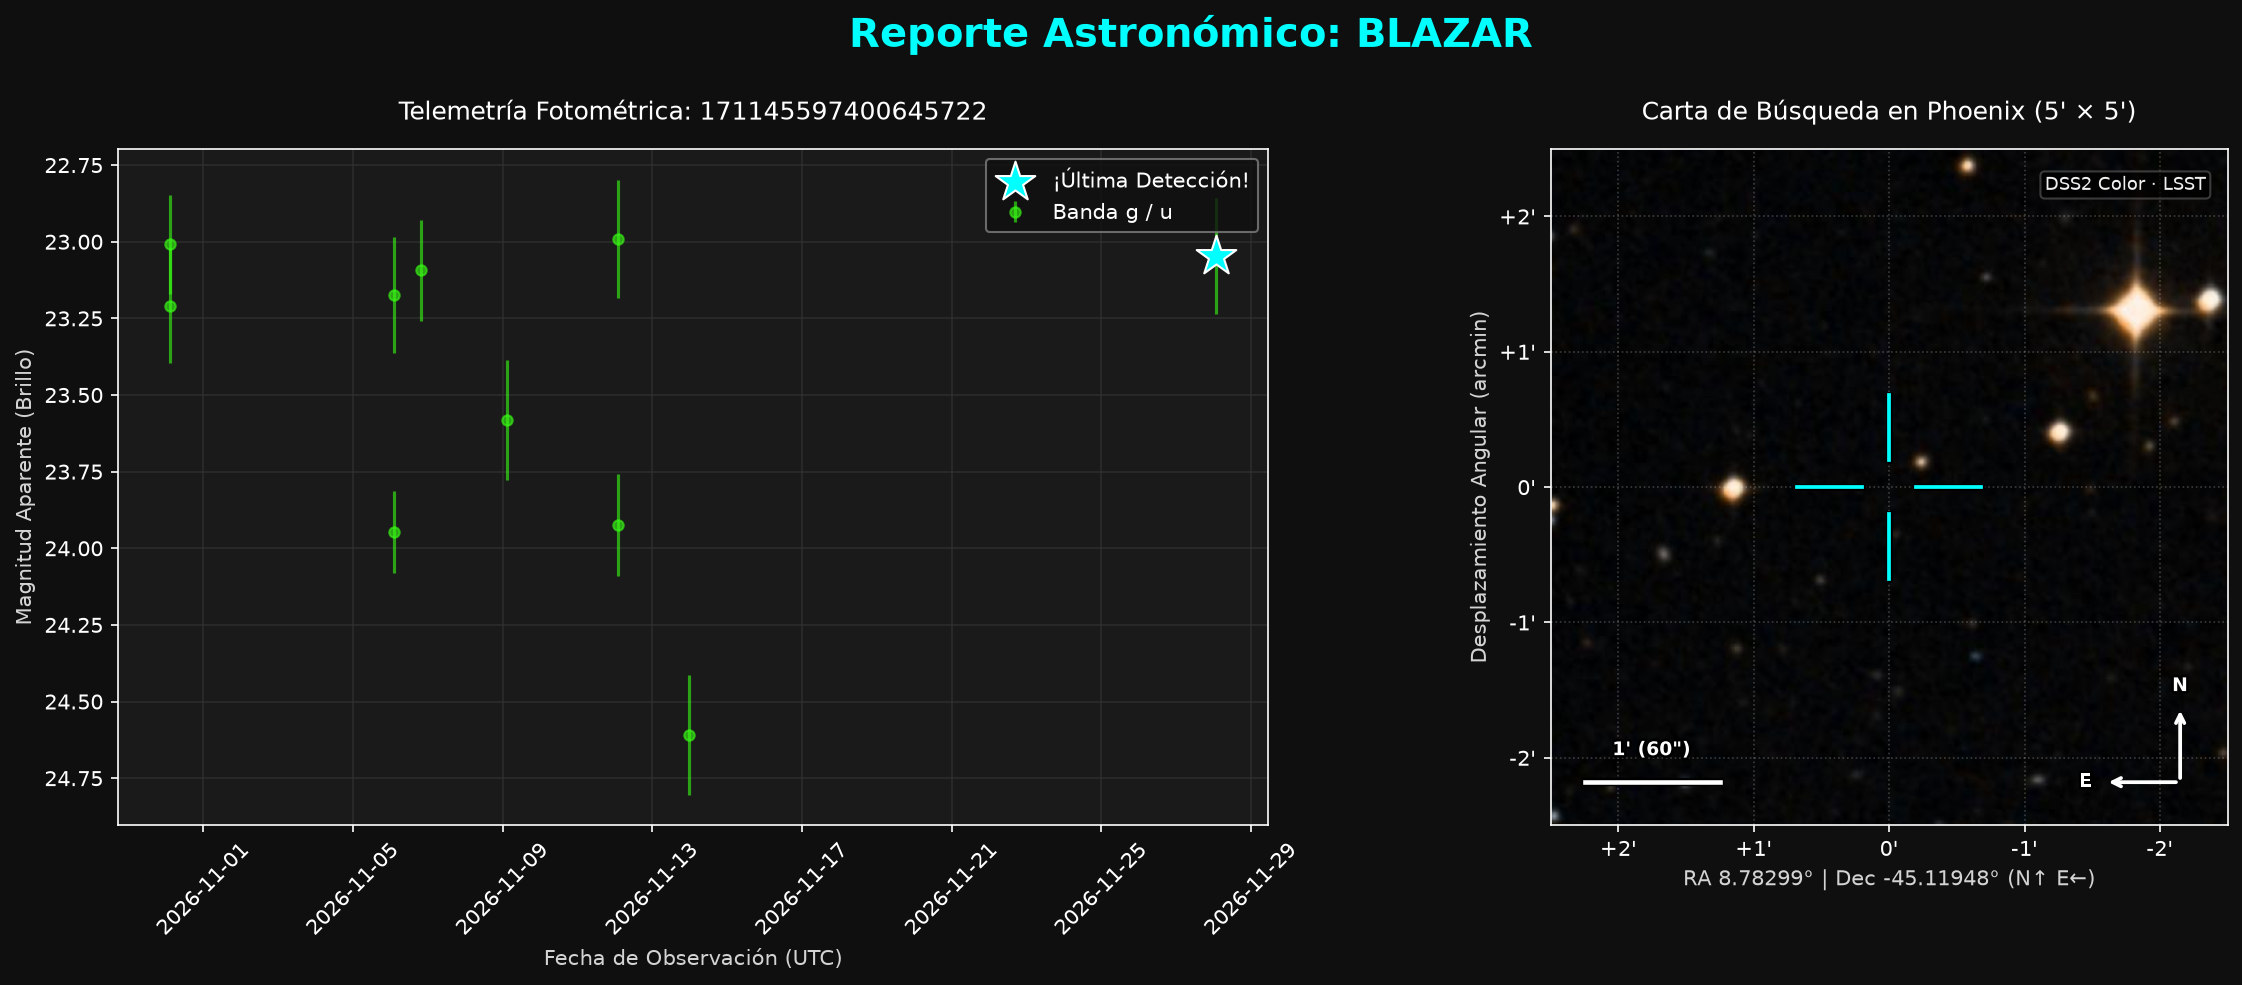 Reporte Astronómico: BLAZAR
Telemetría Fotométrica: 171145597400645722
¡Última Detección!
Banda g / u
Magnitud Aparente (Brillo)
22.75
23.00
23.25
23.50
23.75
24.00
24.25
24.50
24.75
2026-11-01
2026-11-05
2026-11-09
2026-11-13
2026-11-17
2026-11-21
2026-11-25
2026-11-29
Fecha de Observación (UTC)
Carta de Búsqueda en Phoenix (5' × 5')
DSS2 Color · LSST
Desplazamiento Angular (arcmin)
+2'
+1'
0'
-1'
-2'
N
E
1' (60")
+2'
+1'
0'
-1'
-2'
RA 8.78299° | Dec -45.11948° (N↑ E←)